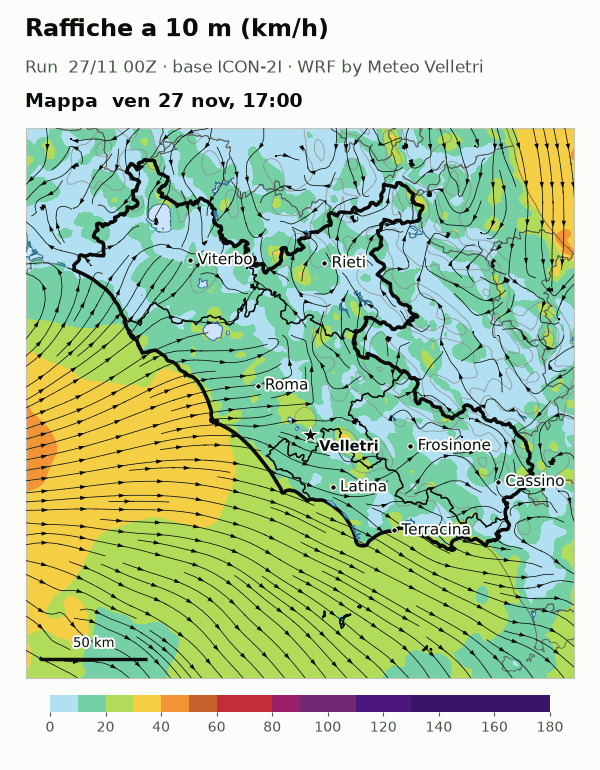 Raffiche a 10 m (km/h)
Run 27/11 00Z · base ICON-2I · WRF by Meteo Velletri
Mappa ven 27 nov, 17:00
Viterbo
Rieti
Roma
Velletri
Frosinone
Latina
Cassino
Terracina
50 km
0 20 40 60 80 100 120 140 160 180